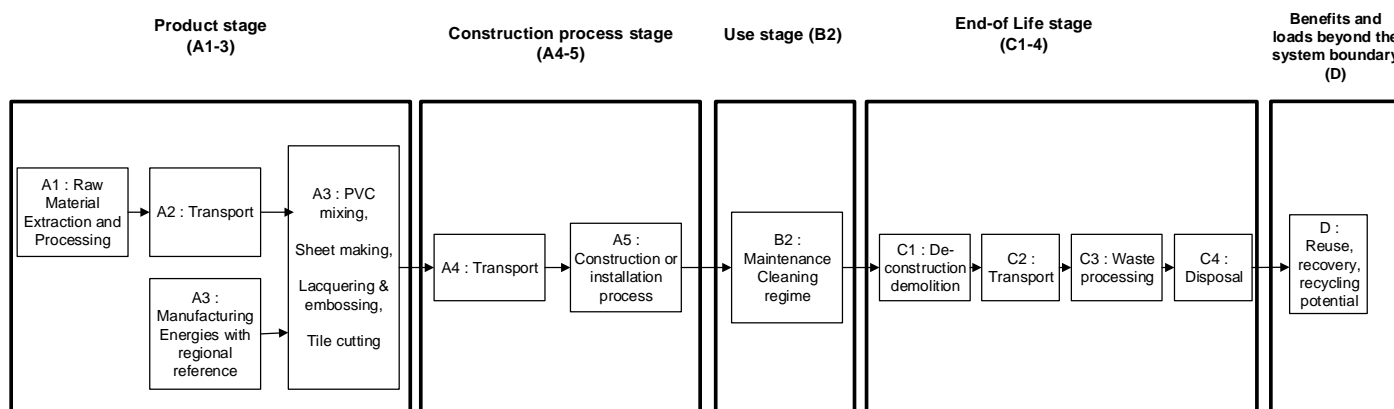 Product stage
(A1-3)
Construction process stage
(A4-5)
Use stage (B2)
End-of Life stage
(C1-4)
Benefits and
loads beyond the
system boundary
(D)
A1 : Raw
Material
Extraction and
Processing
A2 : Transport
A3 :
Manufacturing
Energies with
regional
reference
A3 : PVC
mixing,
Sheet making,
Lacquering &
embossing,
Tile cutting
A4 : Transport
A5 :
Construction or
installation
process
B2 :
Maintenance
Cleaning
regime
C1 : De-
construction
demolition
C2 :
Transport
C3 : Waste
processing
C4 :
Disposal
D :
Reuse,
recovery,
recycling
potential